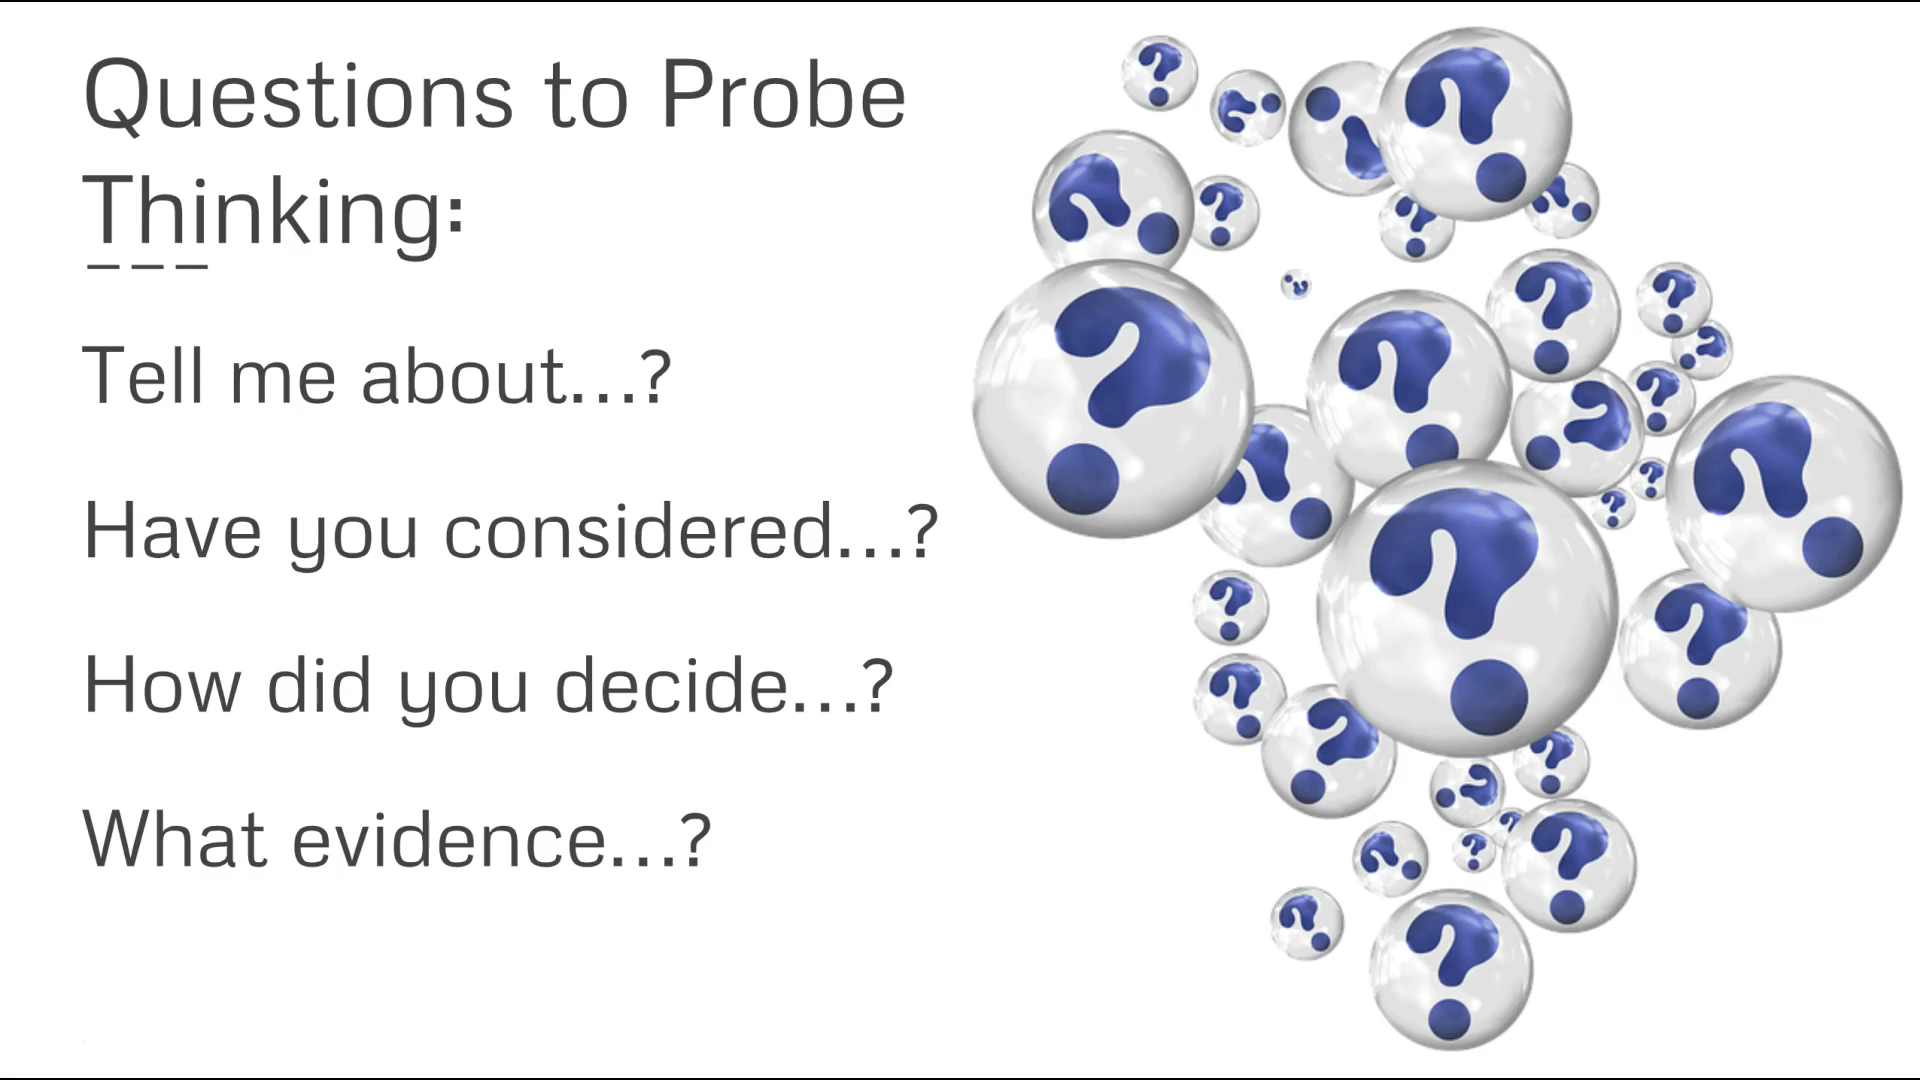 Questions to Probe
Thinking:
Tell me about...?
Have you considered...?
How did you decide...?
What evidence...?